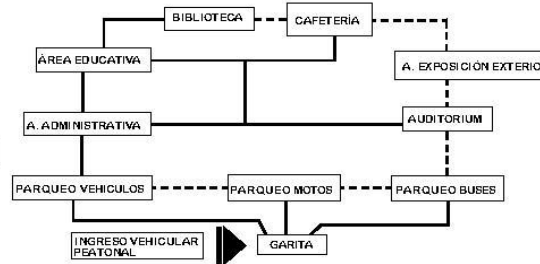 BIBLIOTECA
CAFETERÍA
ÁREA EDUCATIVA
A. EXPOSICIÓN EXTERIO
A. ADMINISTRATIVA
AUDITORIUM
PARQUEO VEHICULOS
PARQUEO MOTOS
PARQUEO BUSES
INGRESO VEHICULAR
PEATONAL
GARITA